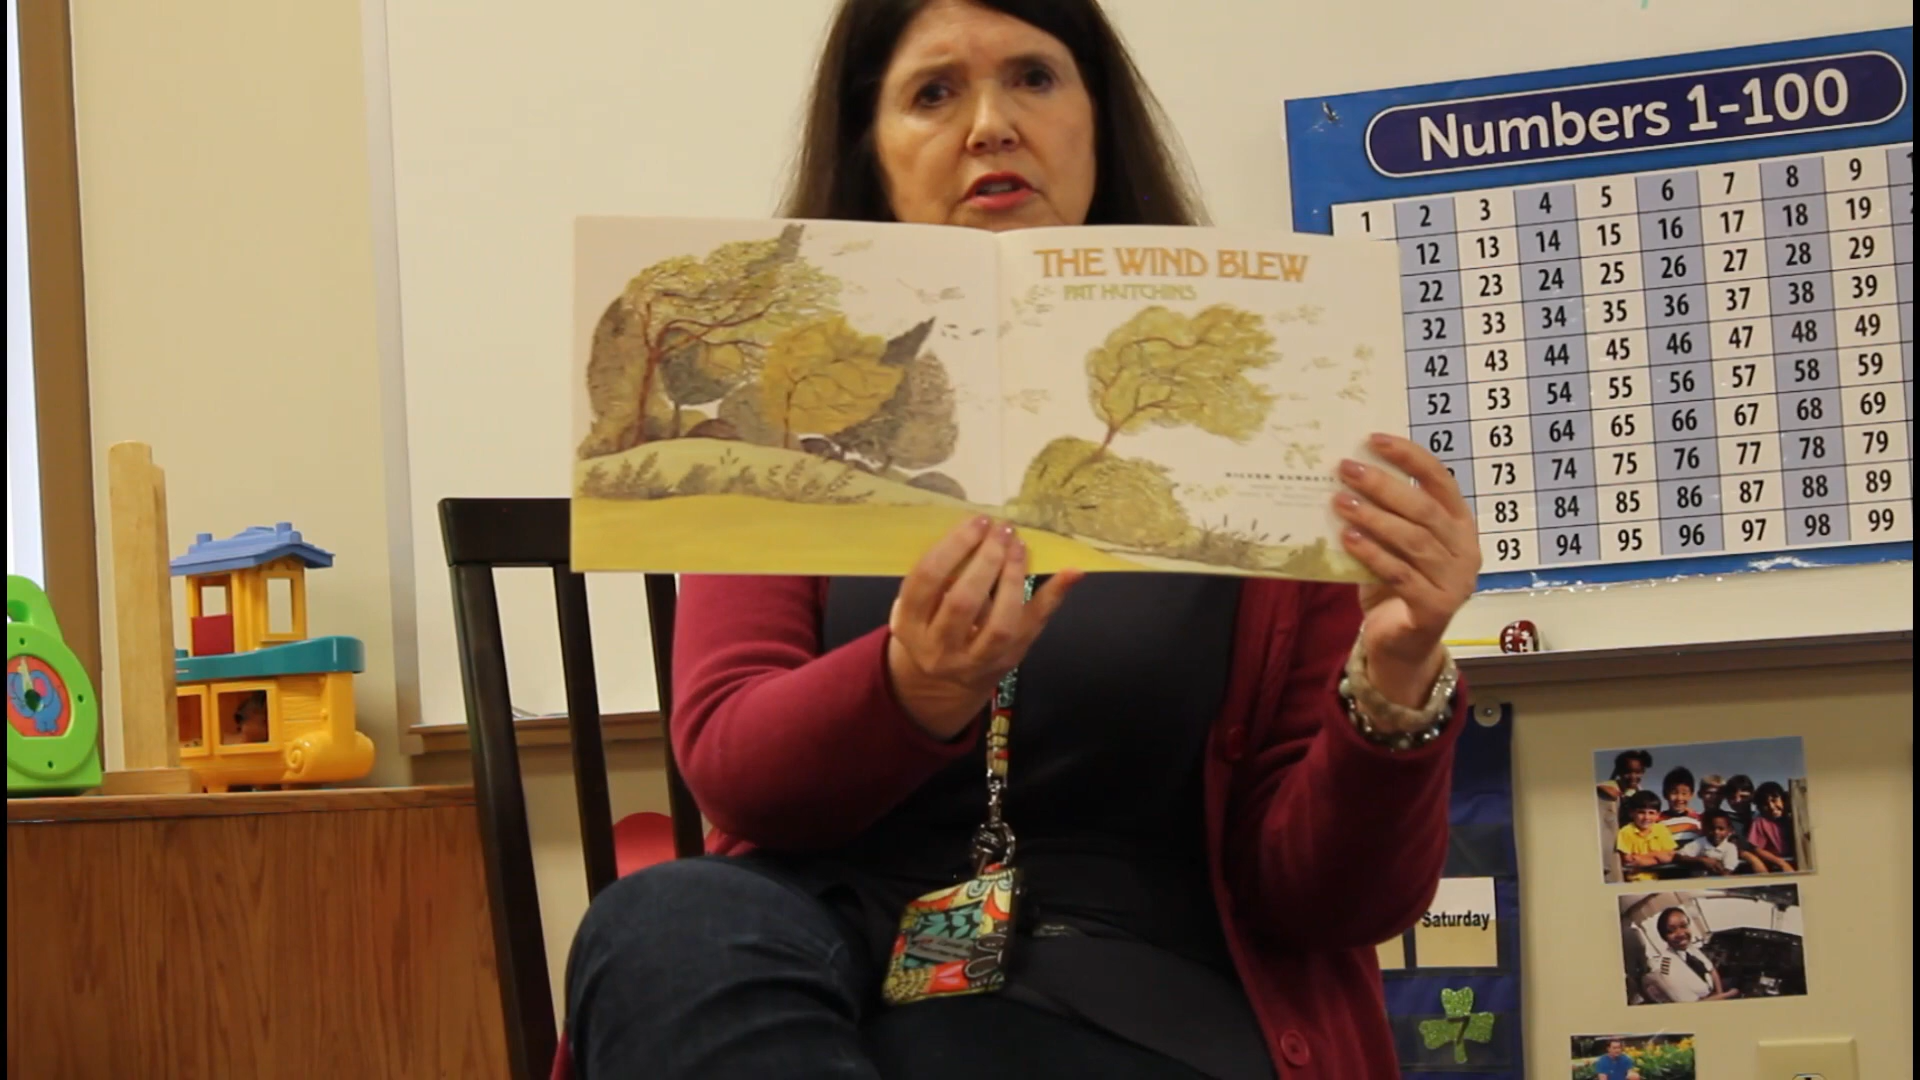 THE WIND BLEW
PAT HUTCHINS
Numbers 1-100
1 2 3 4 5 6 7 8 9
12 13 14 15 16 17 18 19
22 23 24 25 26 27 28 29
32 33 34 35 36 37 38 39
42 43 44 45 46 47 48 49
52 53 54 55 56 57 58 59
62 63 64 65 66 67 68 69
73 74 75 76 77 78 79
83 84 85 86 87 88 89
93 94 95 96 97 98 99
Saturday
7